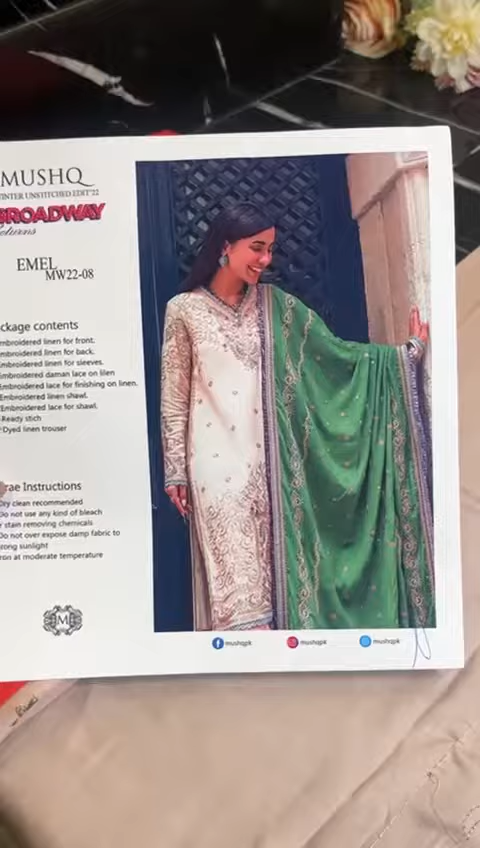 MUSHQ
INTER UNSTITCHED EDIT'22
BROADWAY
eturns
EMEL
MW22-08
ckage contents
mbroidered linen for front.
mbroidered linen for back.
mbroidered linen for sleeves.
mbroidered daman lace on lilen
Embroidered lace for finishing on linen.
Embroidered linen shawl.
Embroidered lace for shawl.
Ready stich
Dyed linen trouser
rae Instructions
Dry clean recommended
Do not use any kind of bleach
r stain removing chemicals
Do not over expose damp fabric to
rong sunlight
ron at moderate temperature
M
mushqpk
mushqpk
mushqpk